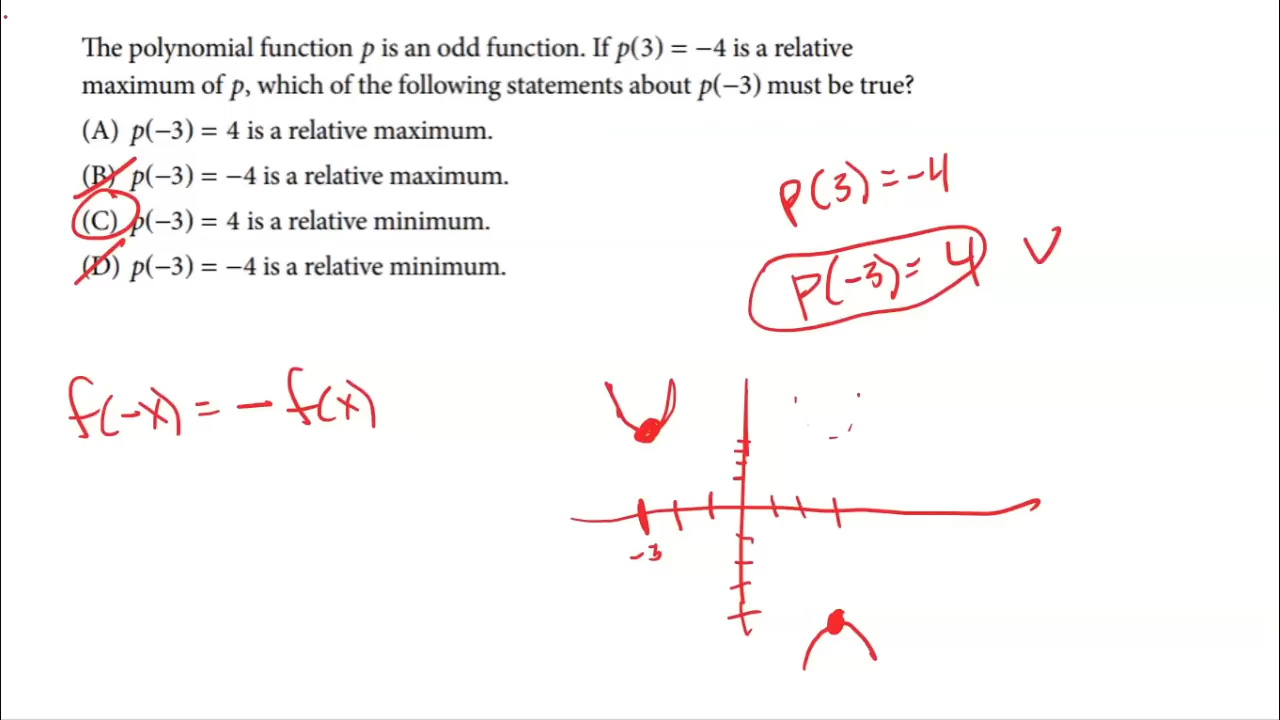 The polynomial function p is an odd function. If p(3) = −4 is a relative
maximum of p, which of the following statements about p(−3) must be true?
(A) p(−3) = 4 is a relative maximum.
(B) p(−3) = −4 is a relative maximum.
(C) p(−3) = 4 is a relative minimum.
(D) p(−3) = −4 is a relative minimum.
p(3) = -4
p(-3) = 4
f(-x) = - f(x)
-3